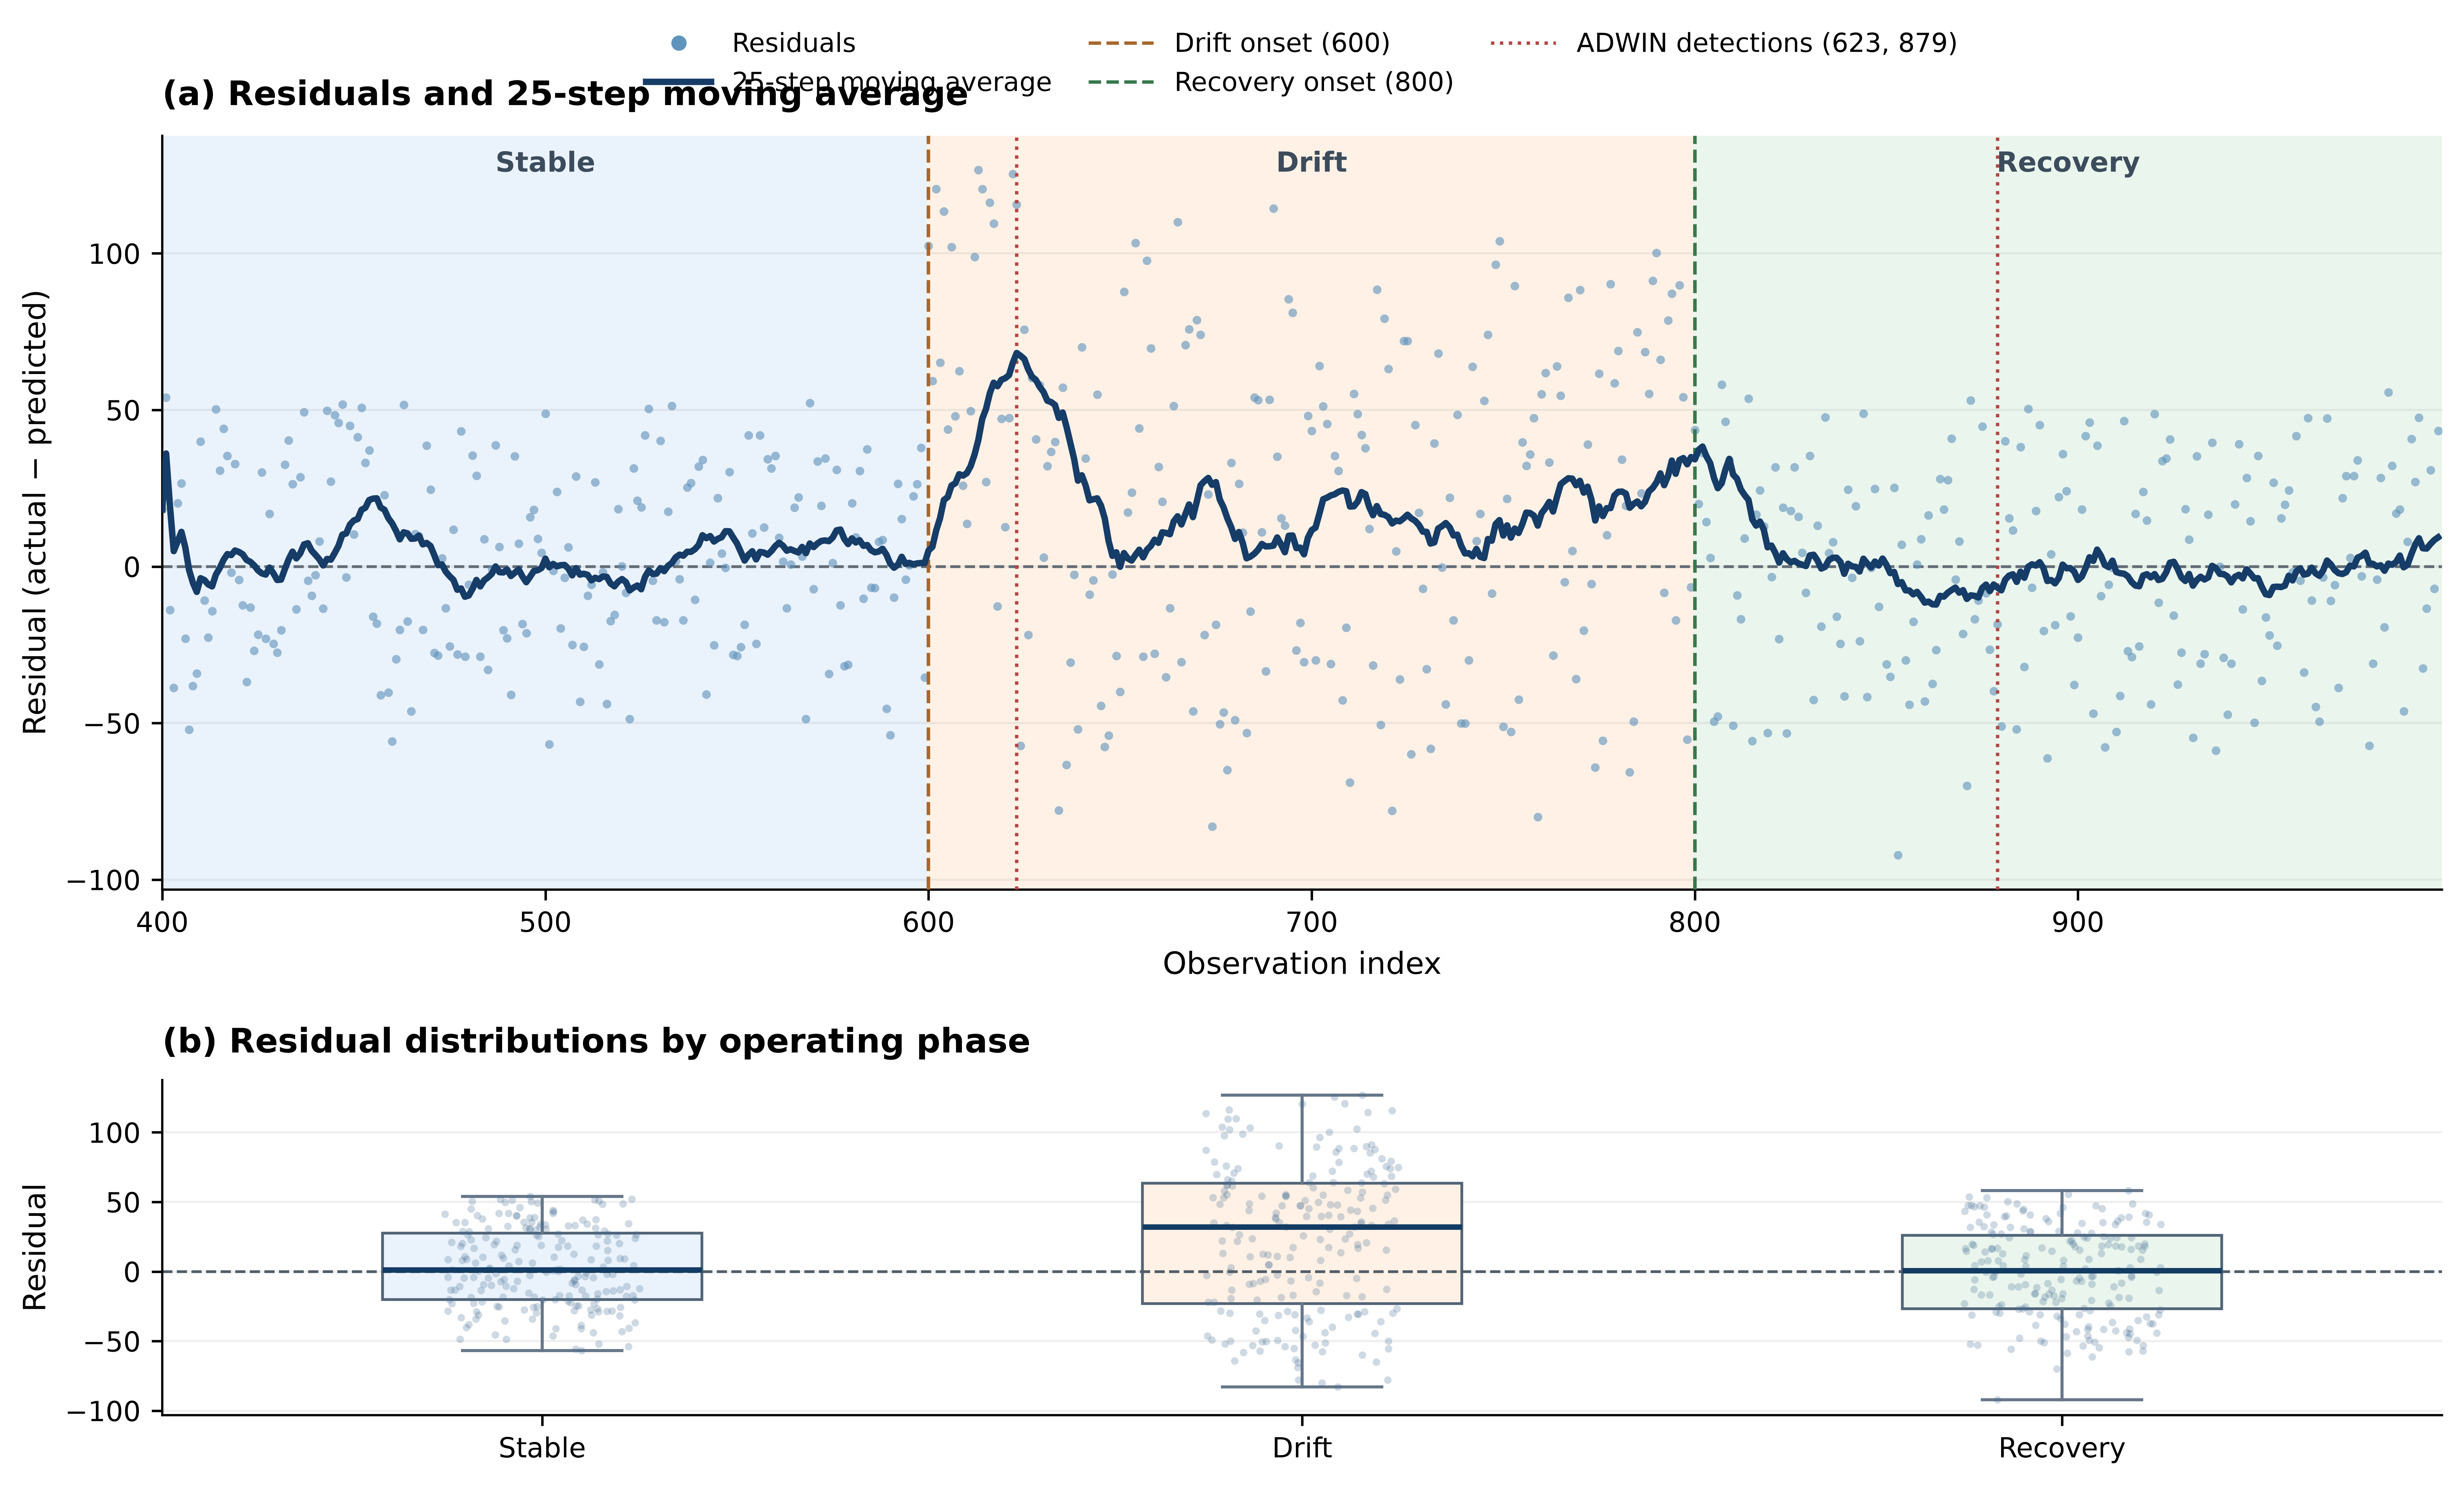 Residuals
25-step moving average
Drift onset (600)
Recovery onset (800)
ADWIN detections (623, 879)
(a) Residuals and 25-step moving average
Stable
Drift
Recovery
Residual (actual − predicted)
100
50
0
−50
−100
400
500
600
700
800
900
Observation index
(b) Residual distributions by operating phase
Residual
100
50
0
−50
−100
Stable
Drift
Recovery